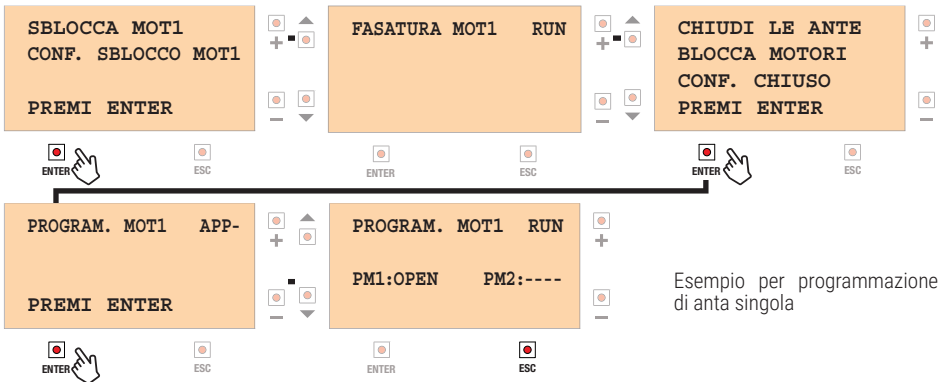 SBLOCCA MOT1
CONF. SBLOCCO MOT1
PREMI ENTER
+
−
ENTER
ESC
FASATURA MOT1 RUN
+
−
ENTER
ESC
CHIUDI LE ANTE
BLOCCA MOTORI
CONF. CHIUSO
PREMI ENTER
+
−
ENTER
ESC
PROGRAM. MOT1 APP-
PREMI ENTER
+
−
ENTER
ESC
PROGRAM. MOT1 RUN
PM1:OPEN PM2:----
+
−
ENTER
ESC
Esempio per programmazione
di anta singola